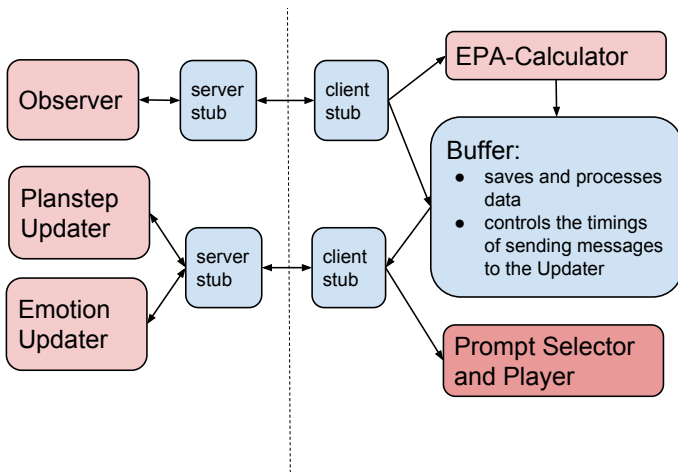 Observer
server
stub
client
stub
EPA-Calculator
Buffer:
● saves and processes
data
● controls the timings
of sending messages
to the Updater
Planstep
Updater
Emotion
Updater
server
stub
client
stub
Prompt Selector
and Player